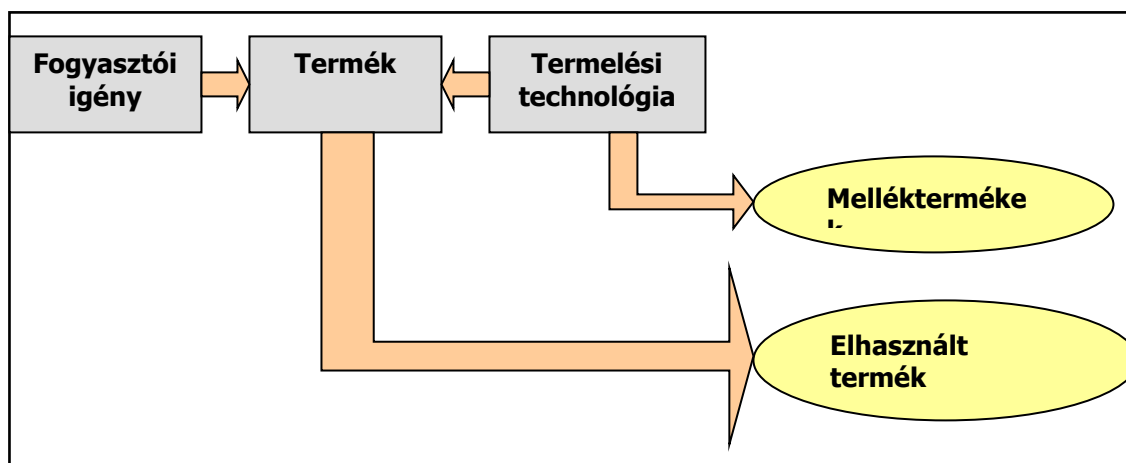 Fogyasztói
igény
Termék
Termelési
technológia
Mellékterméke
k
Elhasznált
termék